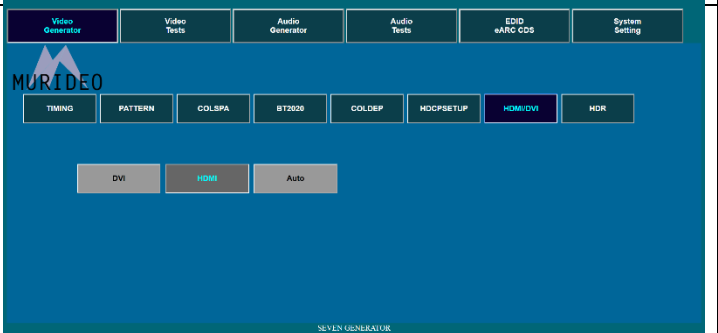 Video
Generator
Video
Tests
Audio
Generator
Audio
Tests
EDID
eARC CDS
System
Setting
MURIDEO
TIMING
PATTERN
COLSPA
BT2020
COLDEP
HDCPSETUP
HDMI/DVI
HDR
DVI
HDMI
Auto
SEVEN GENERATOR